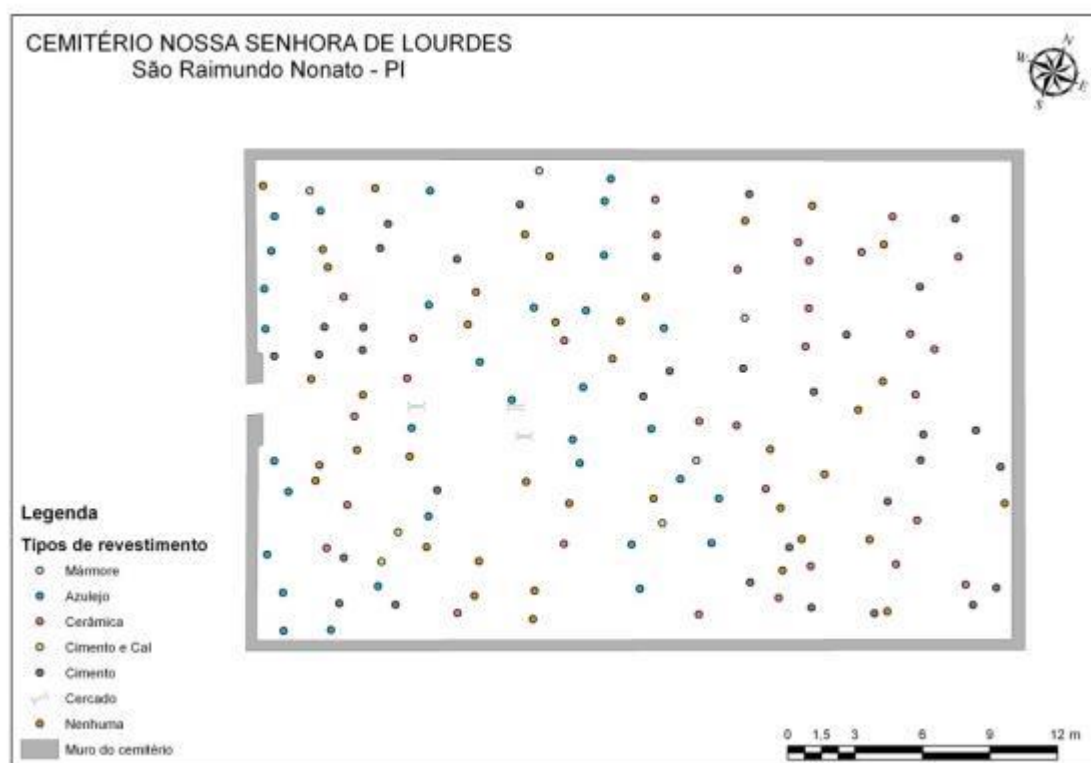 CEMITÉRIO NOSSA SENHORA DE LOURDES
São Raimundo Nonato - PI
N
W
E
S
Legenda
Tipos de revestimento
Mármore
Azulejo
Cerâmica
Cimento e Cal
Cimento
Cercado
Nenhuma
Muro do cemitério
0 1,5 3 6 9 12 m